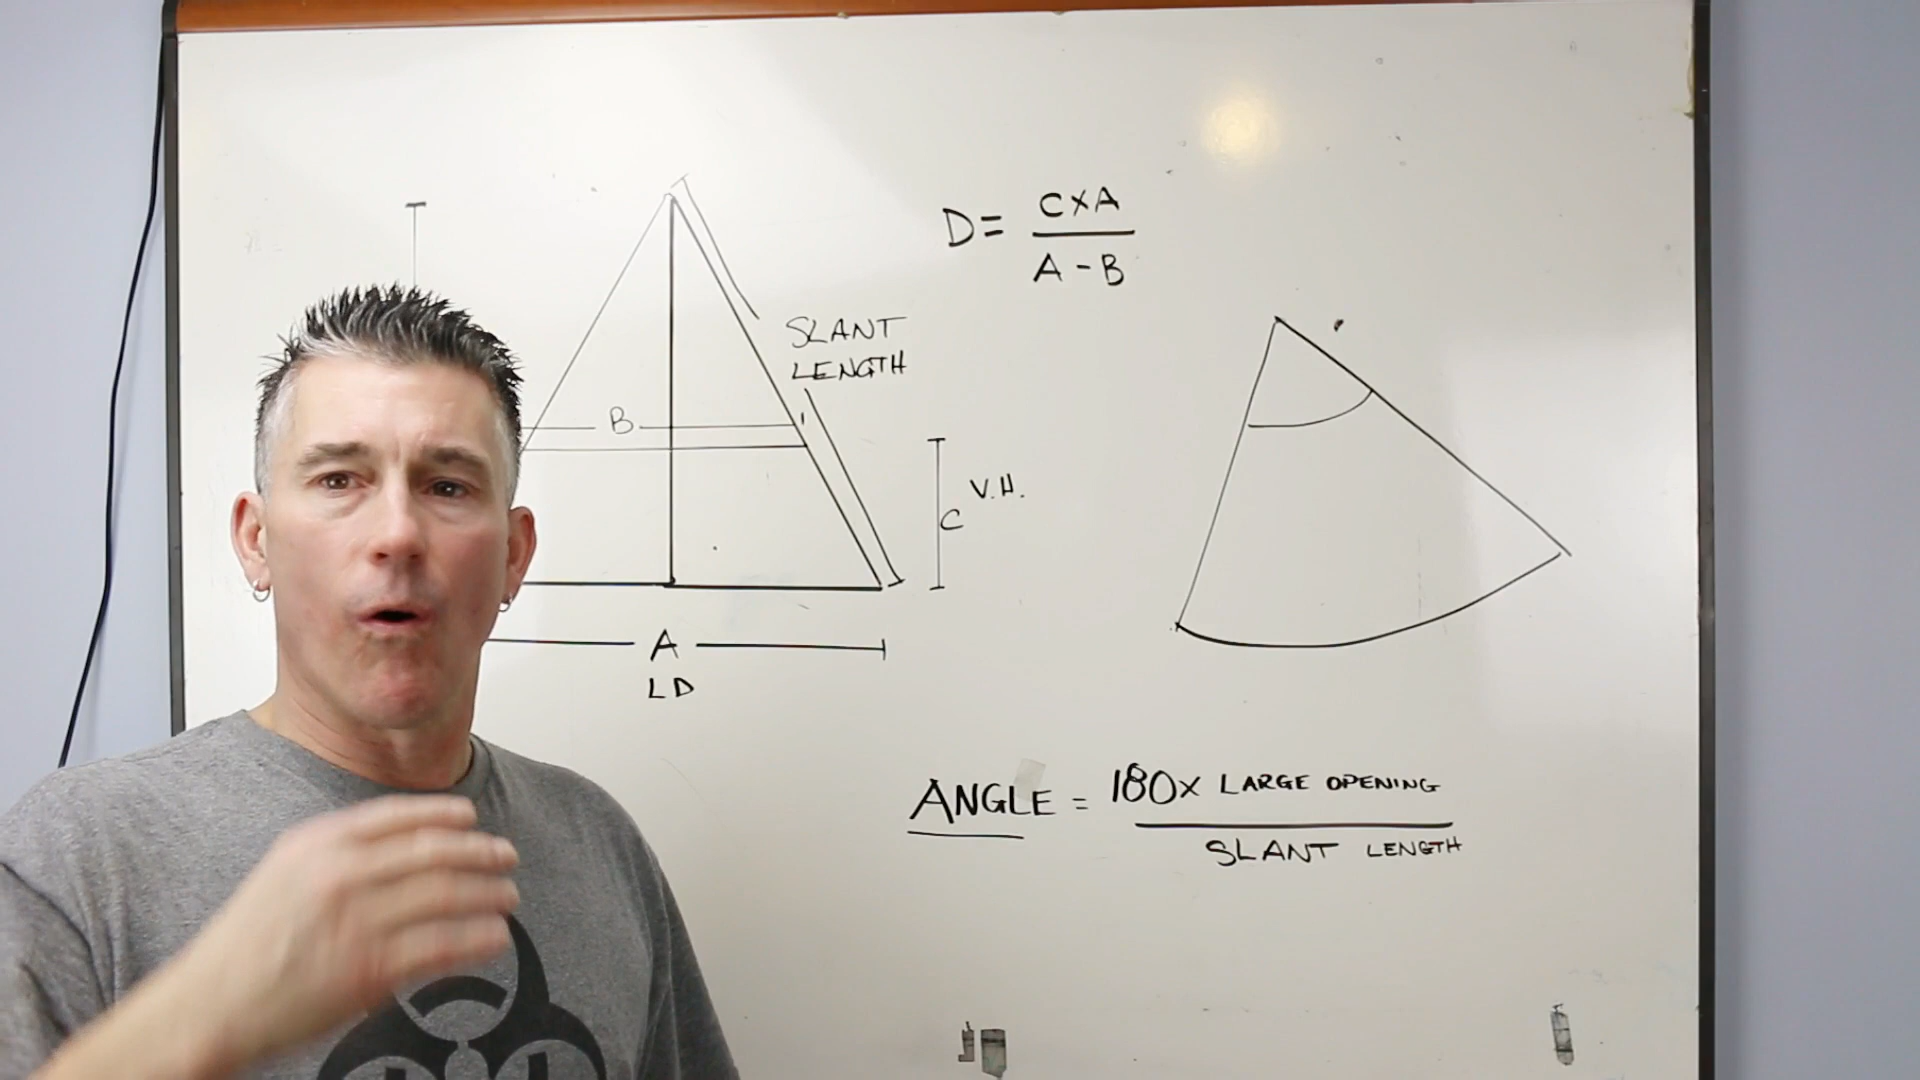 D = C X A
A - B
SLANT
LENGTH
B
V.H.
C
A
LD
ANGLE = 180 X LARGE OPENING
SLANT LENGTH